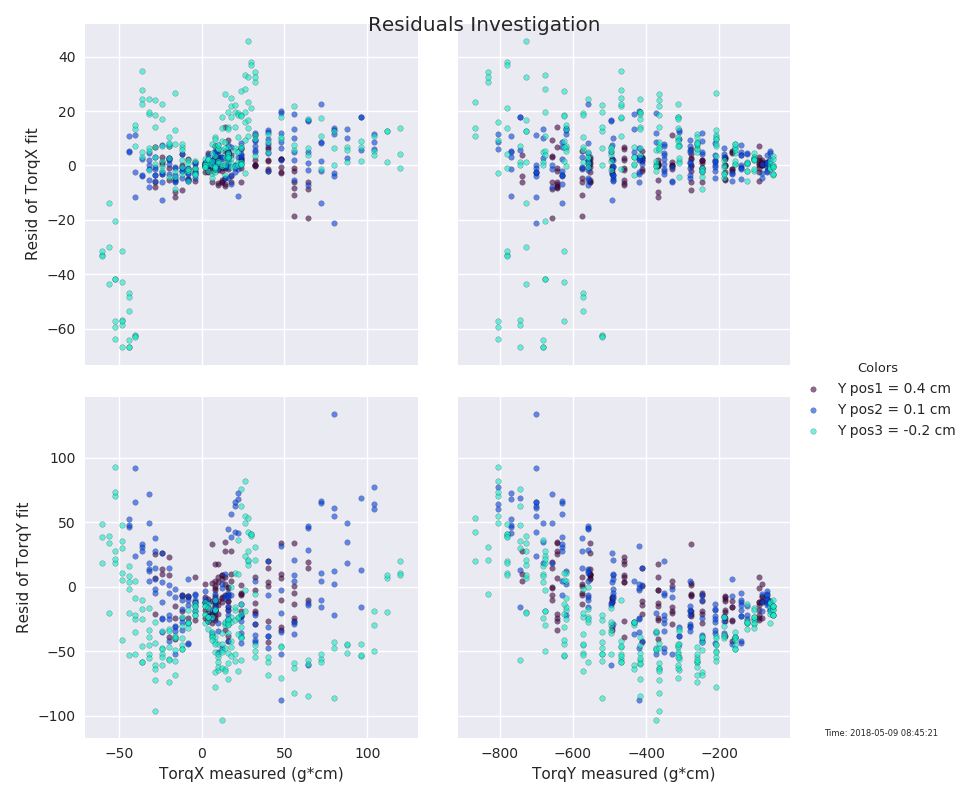 Residuals Investigation
40
20
0
−20
−40
−60
Resid of TorqX fit
Colors
Y pos1 = 0.4 cm
Y pos2 = 0.1 cm
Y pos3 = -0.2 cm
100
50
0
−50
−100
Resid of TorqY fit
−50 0 50 100
−800 −600 −400 −200
TorqX measured (g*cm)
TorqY measured (g*cm)
Time: 2018-05-09 08:45:21